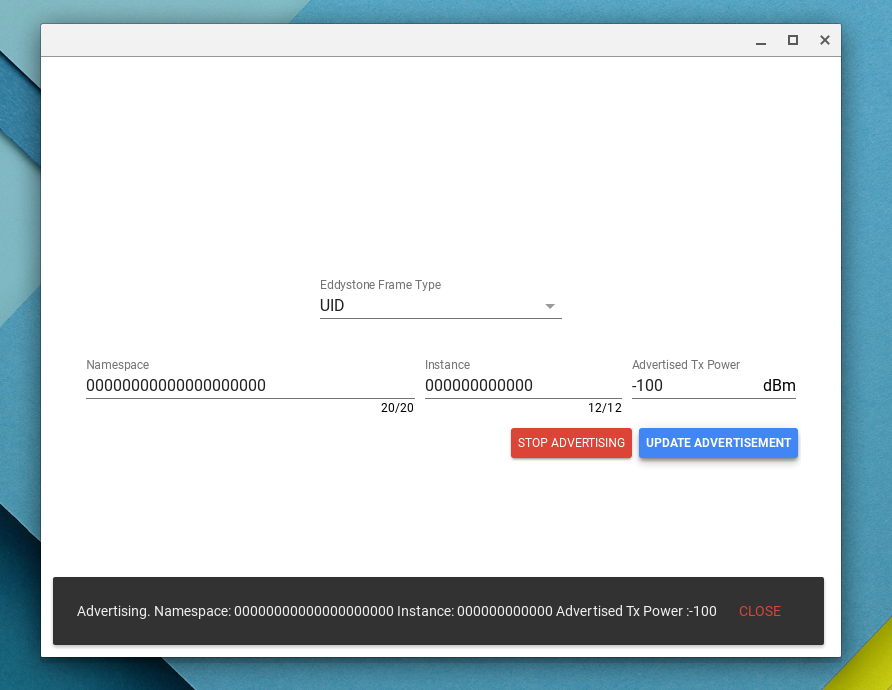 Eddystone Frame Type
UID
Namespace Instance Advertised Tx Power
00000000000000000000 000000000000 -100 dBm
20/20 12/12
STOP ADVERTISING UPDATE ADVERTISEMENT
Advertising. Namespace: 00000000000000000000 Instance: 000000000000 Advertised Tx Power :-100 CLOSE